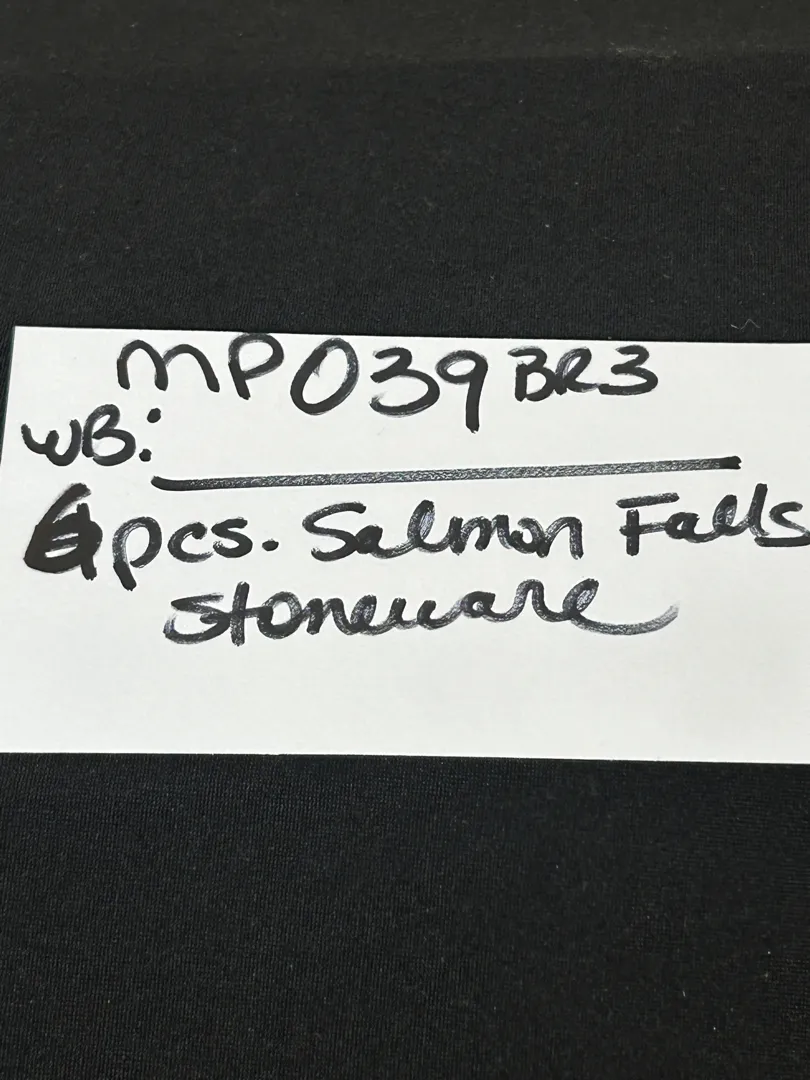 MP039BR3
WB:
pcs. Salmon Falls
Stoneware